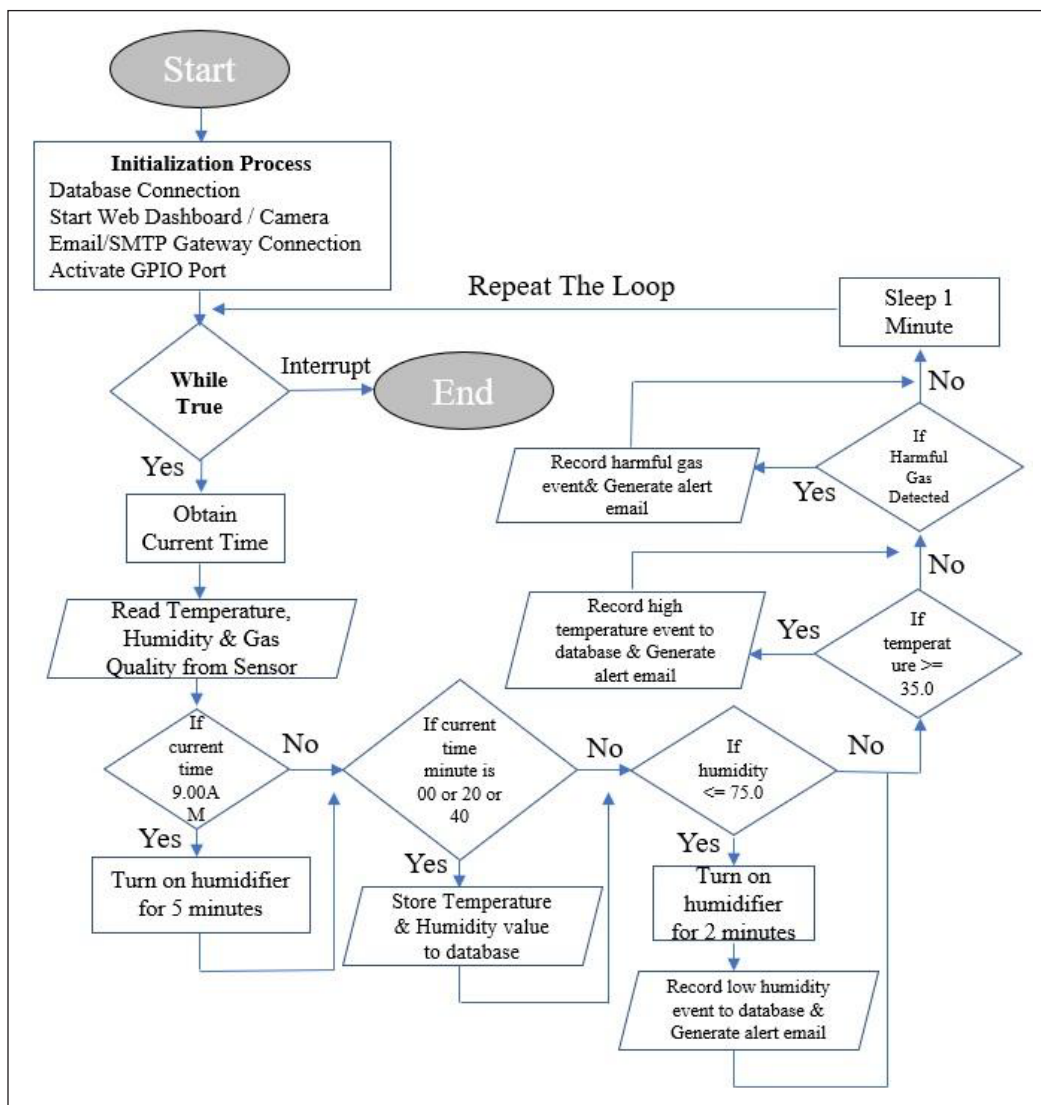 Start
Initialization Process
Database Connection
Start Web Dashboard / Camera
Email/SMTP Gateway Connection
Activate GPIO Port
Repeat The Loop
Sleep 1
Minute
While
True
Interrupt
End
No
If
Harmful
Gas
Detected
Yes
Record harmful gas
event& Generate alert
email
Yes
Obtain
Current Time
No
Read Temperature,
Humidity & Gas
Quality from Sensor
Record high
temperature event to
database & Generate
alert email
Yes
If
temperat
ure >=
35.0
If
current
time
9.00A
M
No
If current
time
minute is
00 or 20 or
40
No
If
humidity
<= 75.0
No
Yes
Turn on humidifier
for 5 minutes
Yes
Store Temperature
& Humidity value
to database
Yes
Turn on
humidifier
for 2 minutes
Record low humidity
event to database &
Generate alert email